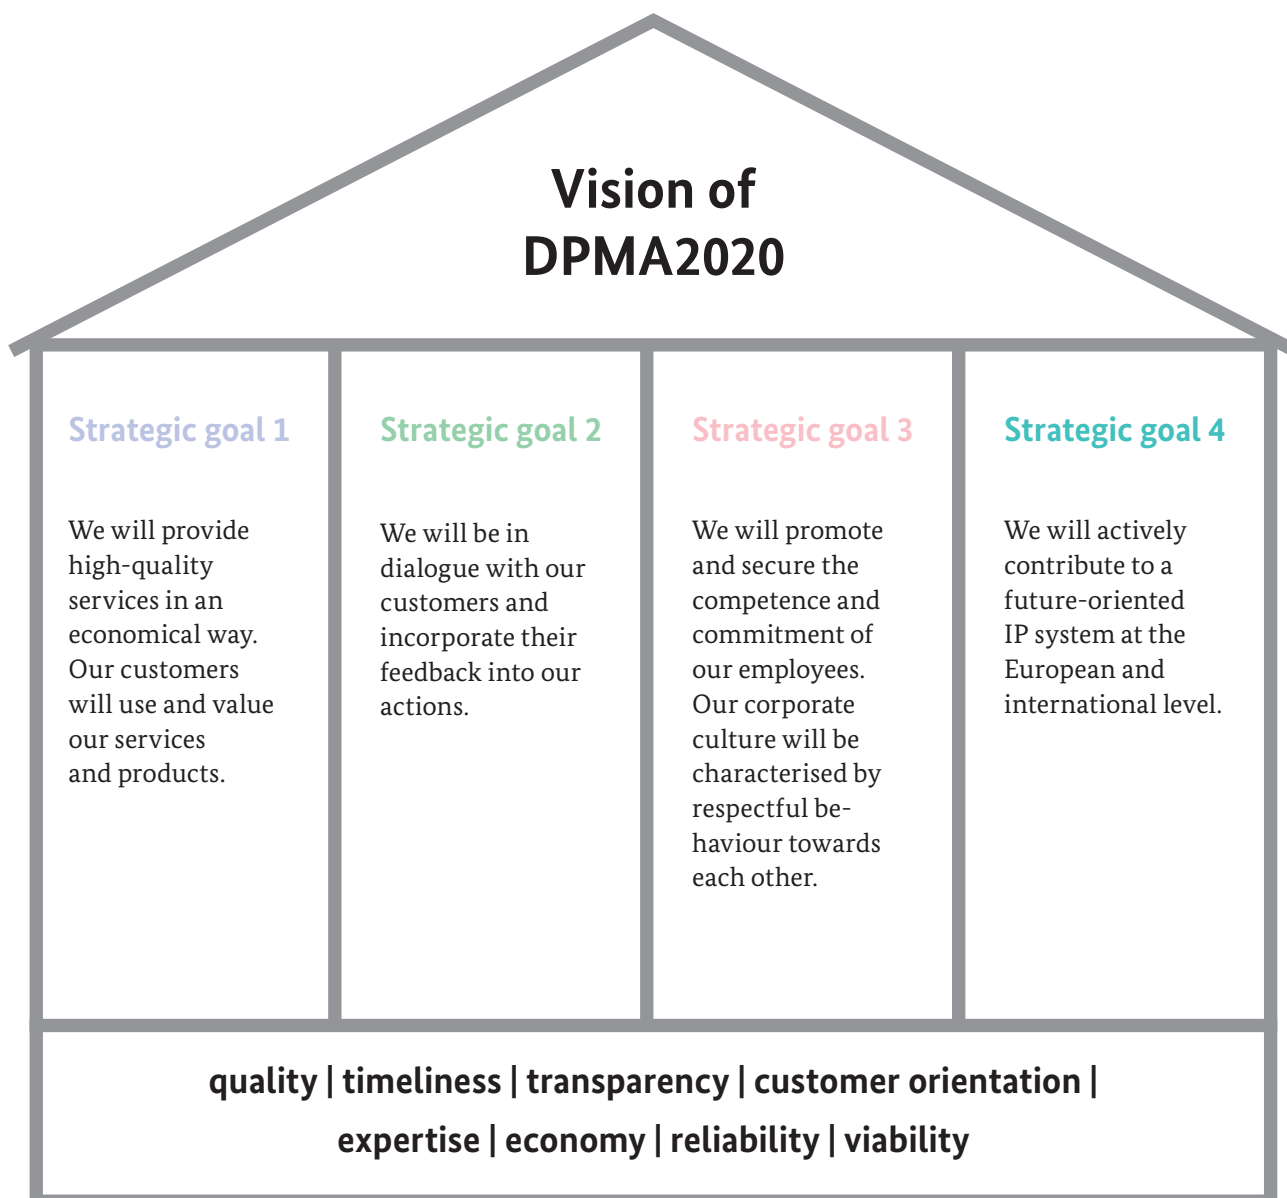 Vision of
DPMA2020
Strategic goal 1
We will provide
high-quality
services in an
economical way.
Our customers
will use and value
our services
and products.
Strategic goal 2
We will be in
dialogue with our
customers and
incorporate their
feedback into our
actions.
Strategic goal 3
We will promote
and secure the
competence and
commitment of
our employees.
Our corporate
culture will be
characterised by
respectful be-
haviour towards
each other.
Strategic goal 4
We will actively
contribute to a
future-oriented
IP system at the
European and
international level.
quality | timeliness | transparency | customer orientation |
expertise | economy | reliability | viability